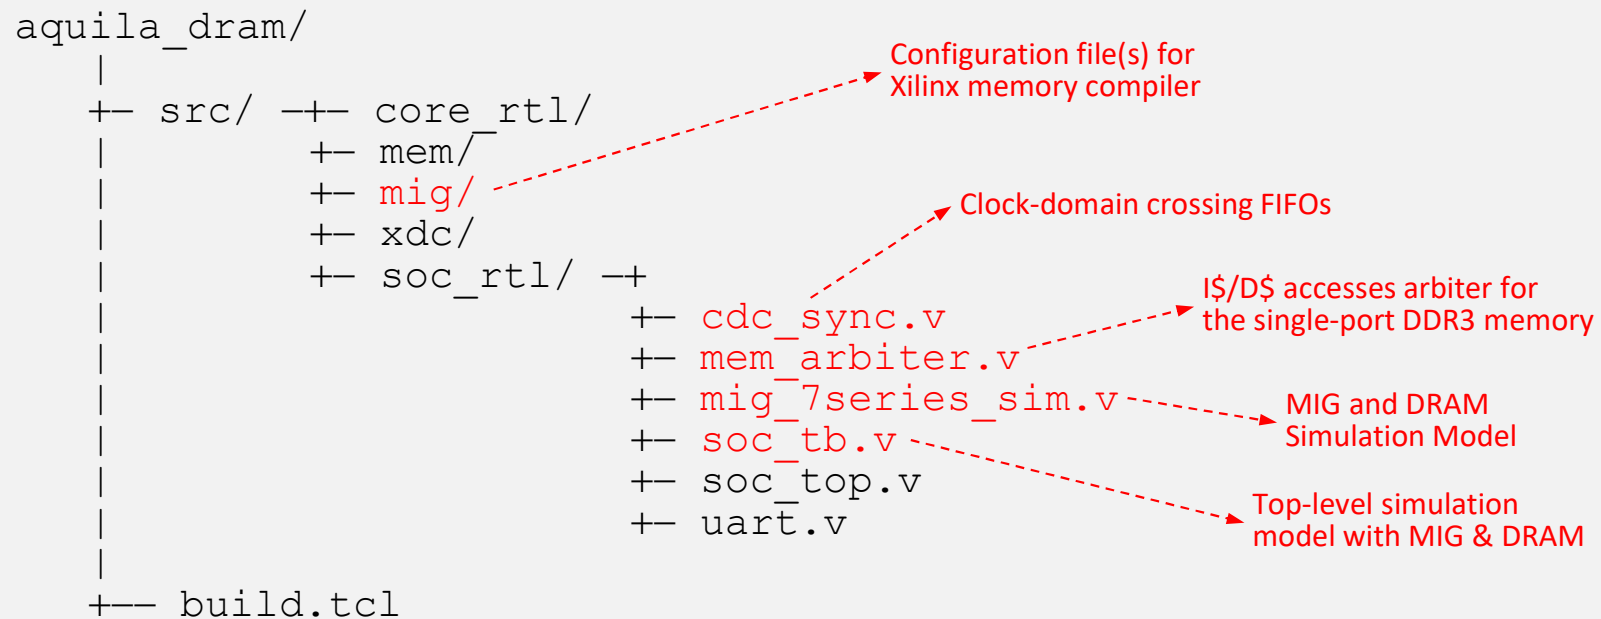 aquila_dram/
|
+— src/ —+— core_rtl/
| +— mem/
| +— mig/
| +— xdc/
| +— soc_rtl/ —+
| +— cdc_sync.v
| +— mem_arbiter.v
| +— mig_7series_sim.v
| +— soc_tb.v
| +— soc_top.v
| +— uart.v
|
+—— build.tcl
Configuration file(s) for
Xilinx memory compiler
Clock-domain crossing FIFOs
I$/D$ accesses arbiter for
the single-port DDR3 memory
MIG and DRAM
Simulation Model
Top-level simulation
model with MIG & DRAM